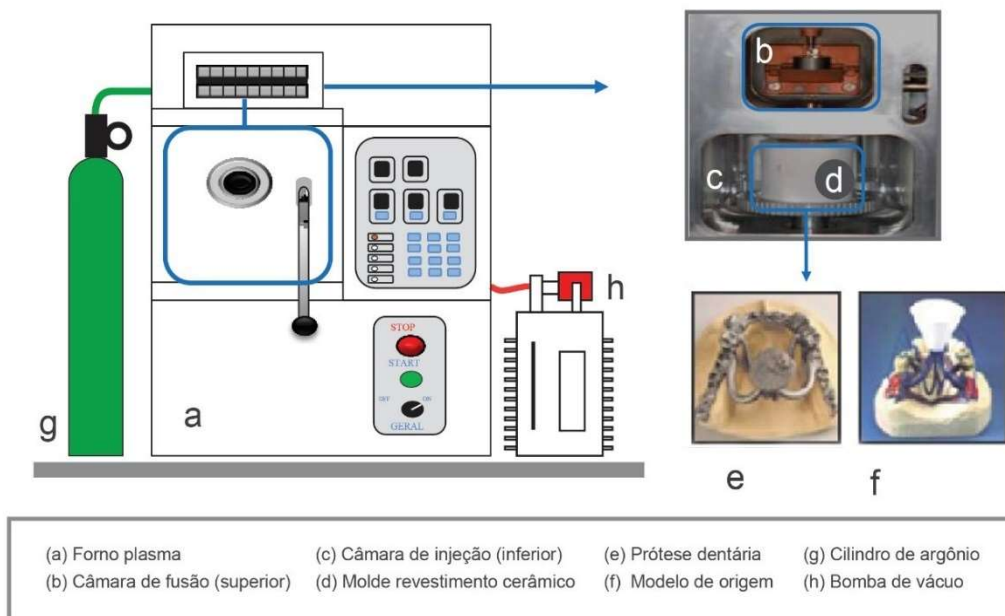 b
c
d
STOP
START
OFF
ON
GERAL
h
g
a
e
f
(a) Forno plasma
(c) Câmara de injeção (inferior)
(e) Prótese dentária
(g) Cilindro de argônio
(b) Câmara de fusão (superior)
(d) Molde revestimento cerâmico
(f) Modelo de origem
(h) Bomba de vácuo